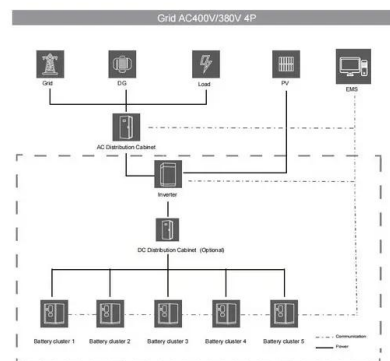 Grid AC400V/380V 4P
Grid
DG
Load
PV
EMS
AC Distribution Cabinet
Inverter
DC Distribution Cabinet (Optional)
Battery cluster 1
Battery cluster 2
Battery cluster 3
Battery cluster 4
Battery cluster 5
Communication
Power